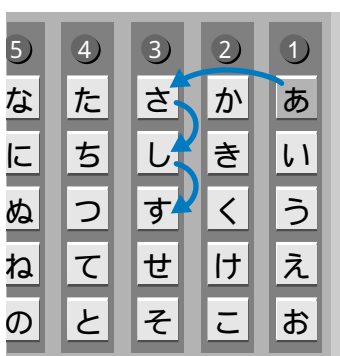 5 4 3 2 1
な た さ か あ
に ち し き い
ぬ つ す く う
ね て せ け え
の と そ こ お